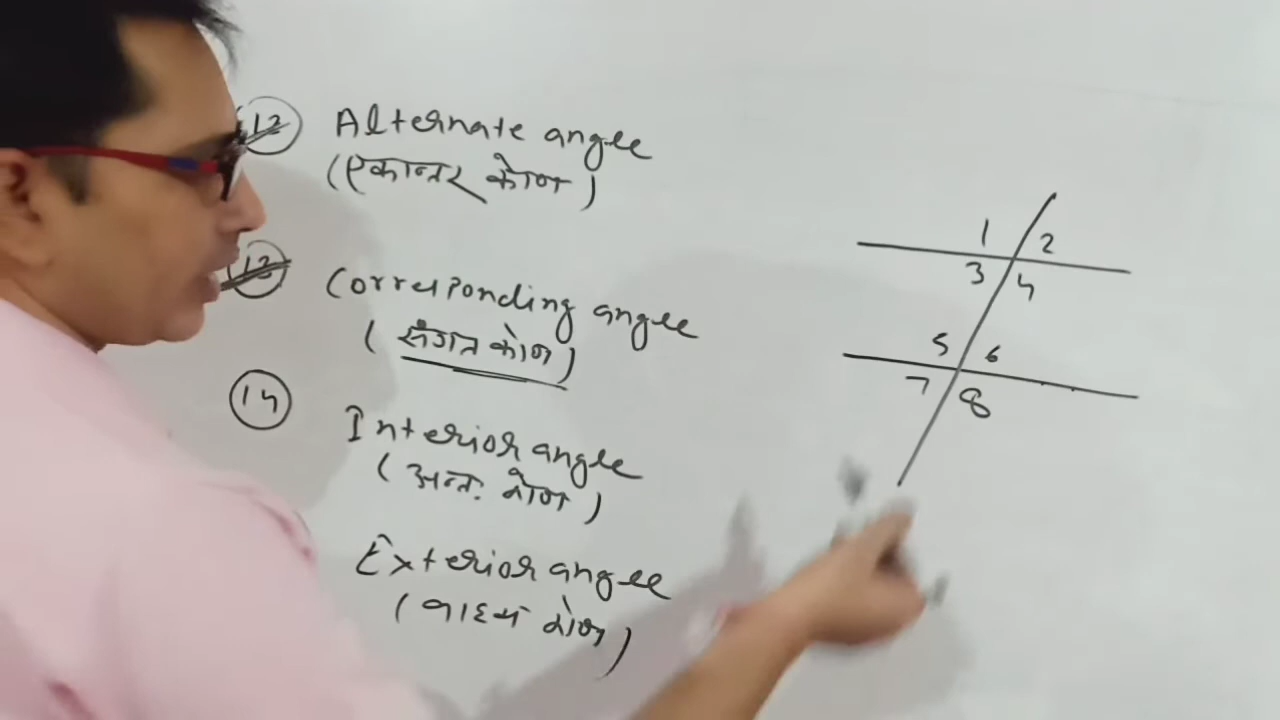 12 Alternate angle
(एकान्तर कोण)
13 Corresponding angle
(संगत कोण)
14 Interior angle
(अन्तः कोण)
Exterior angle
(बाह्य कोण)
1 2
3 4
5 6
7 8